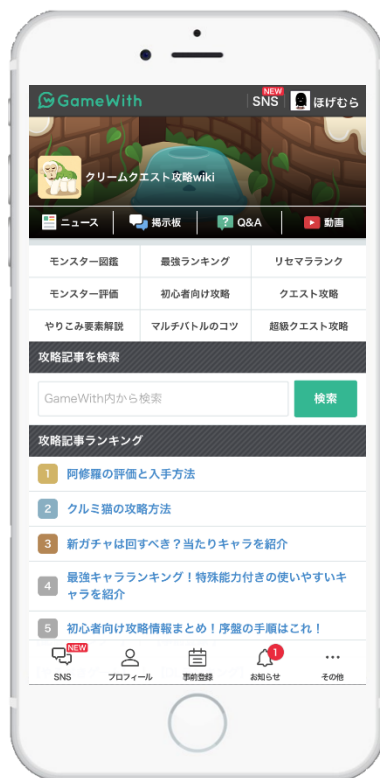 GameWith
NEW
SNS
ほげむら
クリームクエスト攻略wiki
ニュース
掲示板
Q&A
動画
モンスター図鑑
最強ランキング
リセマラランク
モンスター評価
初心者向け攻略
クエスト攻略
やりこみ要素解説
マルチバトルのコツ
超級クエスト攻略
攻略記事を検索
GameWith内から検索
検索
攻略記事ランキング
1 阿修羅の評価と入手方法
2 クルミ猫の攻略方法
3 新ガチャは回すべき?当たりキャラを紹介
4 最強キャラランキング!特殊能力付きの使いやすいキ
ャラを紹介
5 初心者向け攻略情報まとめ!序盤の手順はこれ!
NEW
1
SNS
プロフィール
事前登録
お知らせ
その他